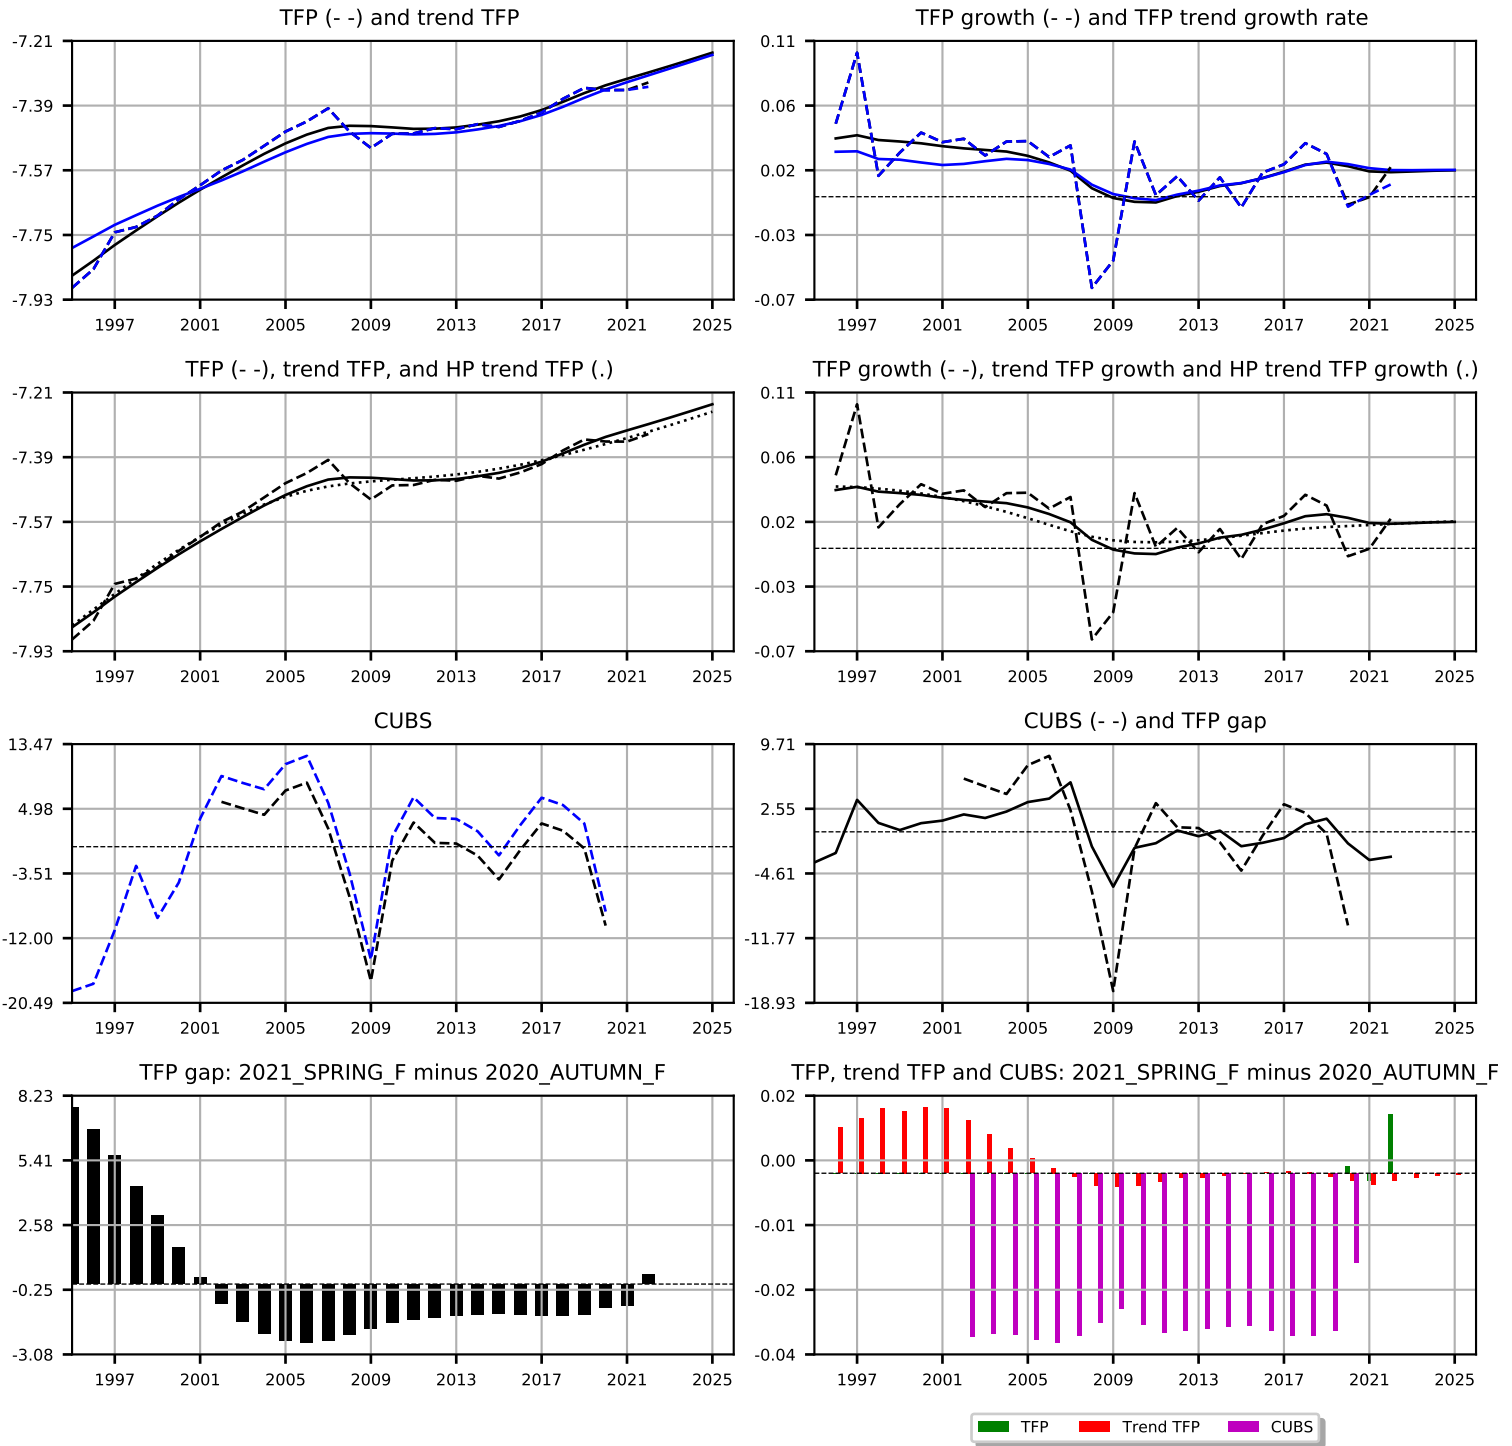 TFP (- -) and trend TFP
-7.21
-7.39
-7.57
-7.75
-7.93
1997 2001 2005 2009 2013 2017 2021 2025
TFP growth (- -) and TFP trend growth rate
0.11
0.06
0.02
-0.03
-0.07
1997 2001 2005 2009 2013 2017 2021 2025
TFP (- -), trend TFP, and HP trend TFP (.)
-7.21
-7.39
-7.57
-7.75
-7.93
1997 2001 2005 2009 2013 2017 2021 2025
TFP growth (- -), trend TFP growth and HP trend TFP growth (.)
0.11
0.06
0.02
-0.03
-0.07
1997 2001 2005 2009 2013 2017 2021 2025
CUBS
13.47
4.98
-3.51
-12.00
-20.49
1997 2001 2005 2009 2013 2017 2021 2025
CUBS (- -) and TFP gap
9.71
2.55
-4.61
-11.77
-18.93
1997 2001 2005 2009 2013 2017 2021 2025
TFP gap: 2021_SPRING_F minus 2020_AUTUMN_F
8.23
5.41
2.58
-0.25
-3.08
1997 2001 2005 2009 2013 2017 2021 2025
TFP, trend TFP and CUBS: 2021_SPRING_F minus 2020_AUTUMN_F
0.02
0.00
-0.01
-0.02
-0.04
1997 2001 2005 2009 2013 2017 2021 2025
TFP Trend TFP CUBS